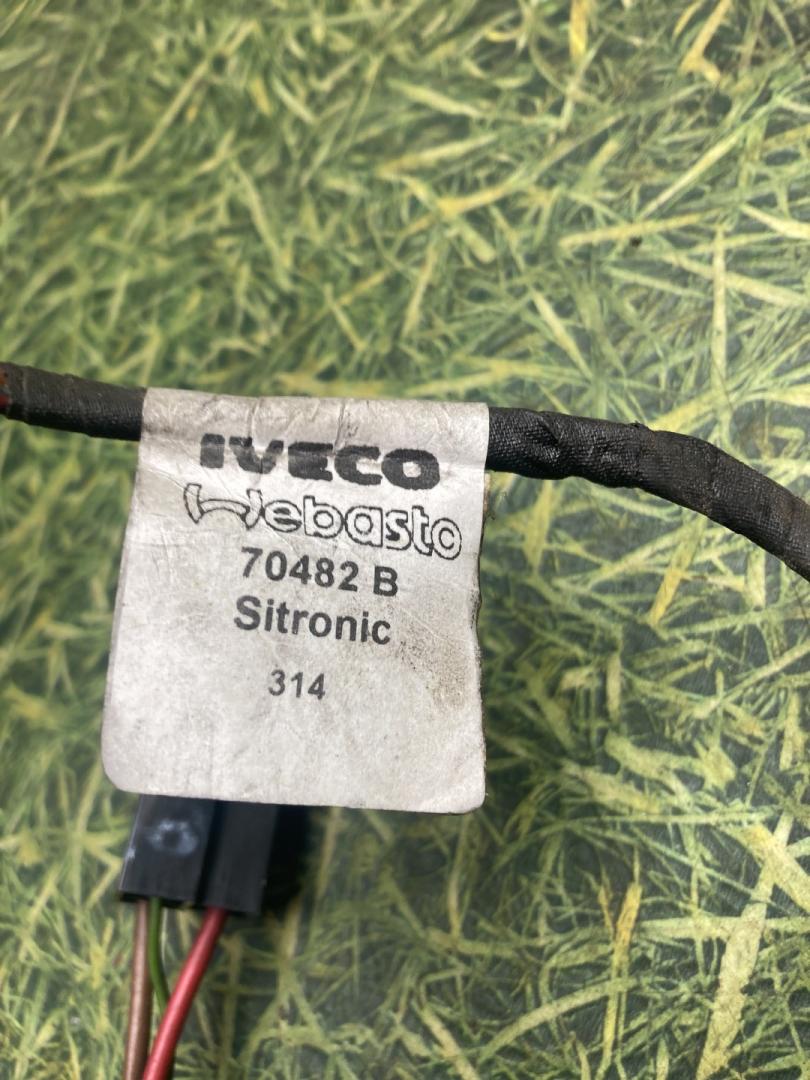 IVECO
Webasto
70482 B
Sitronic
314